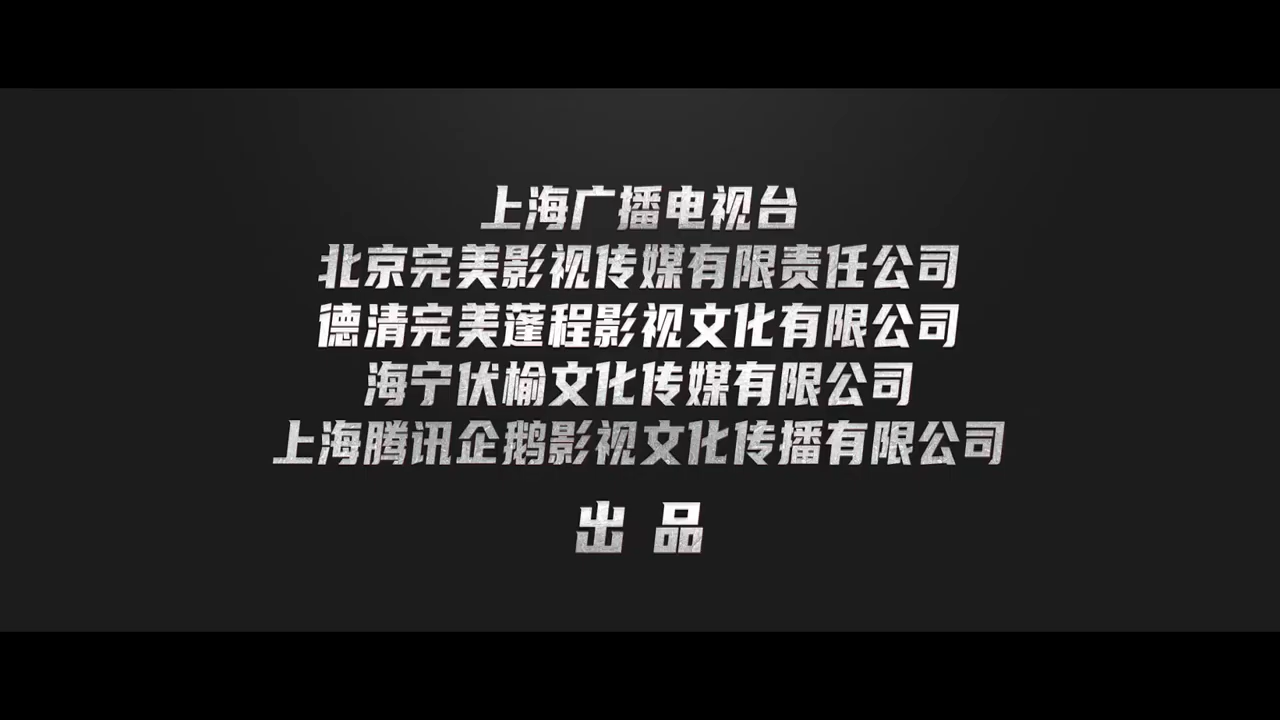 上海广播电视台
北京完美影视传媒有限责任公司
德清完美蓬程影视文化有限公司
海宁伏榆文化传媒有限公司
上海腾讯企鹅影视文化传播有限公司
出 品